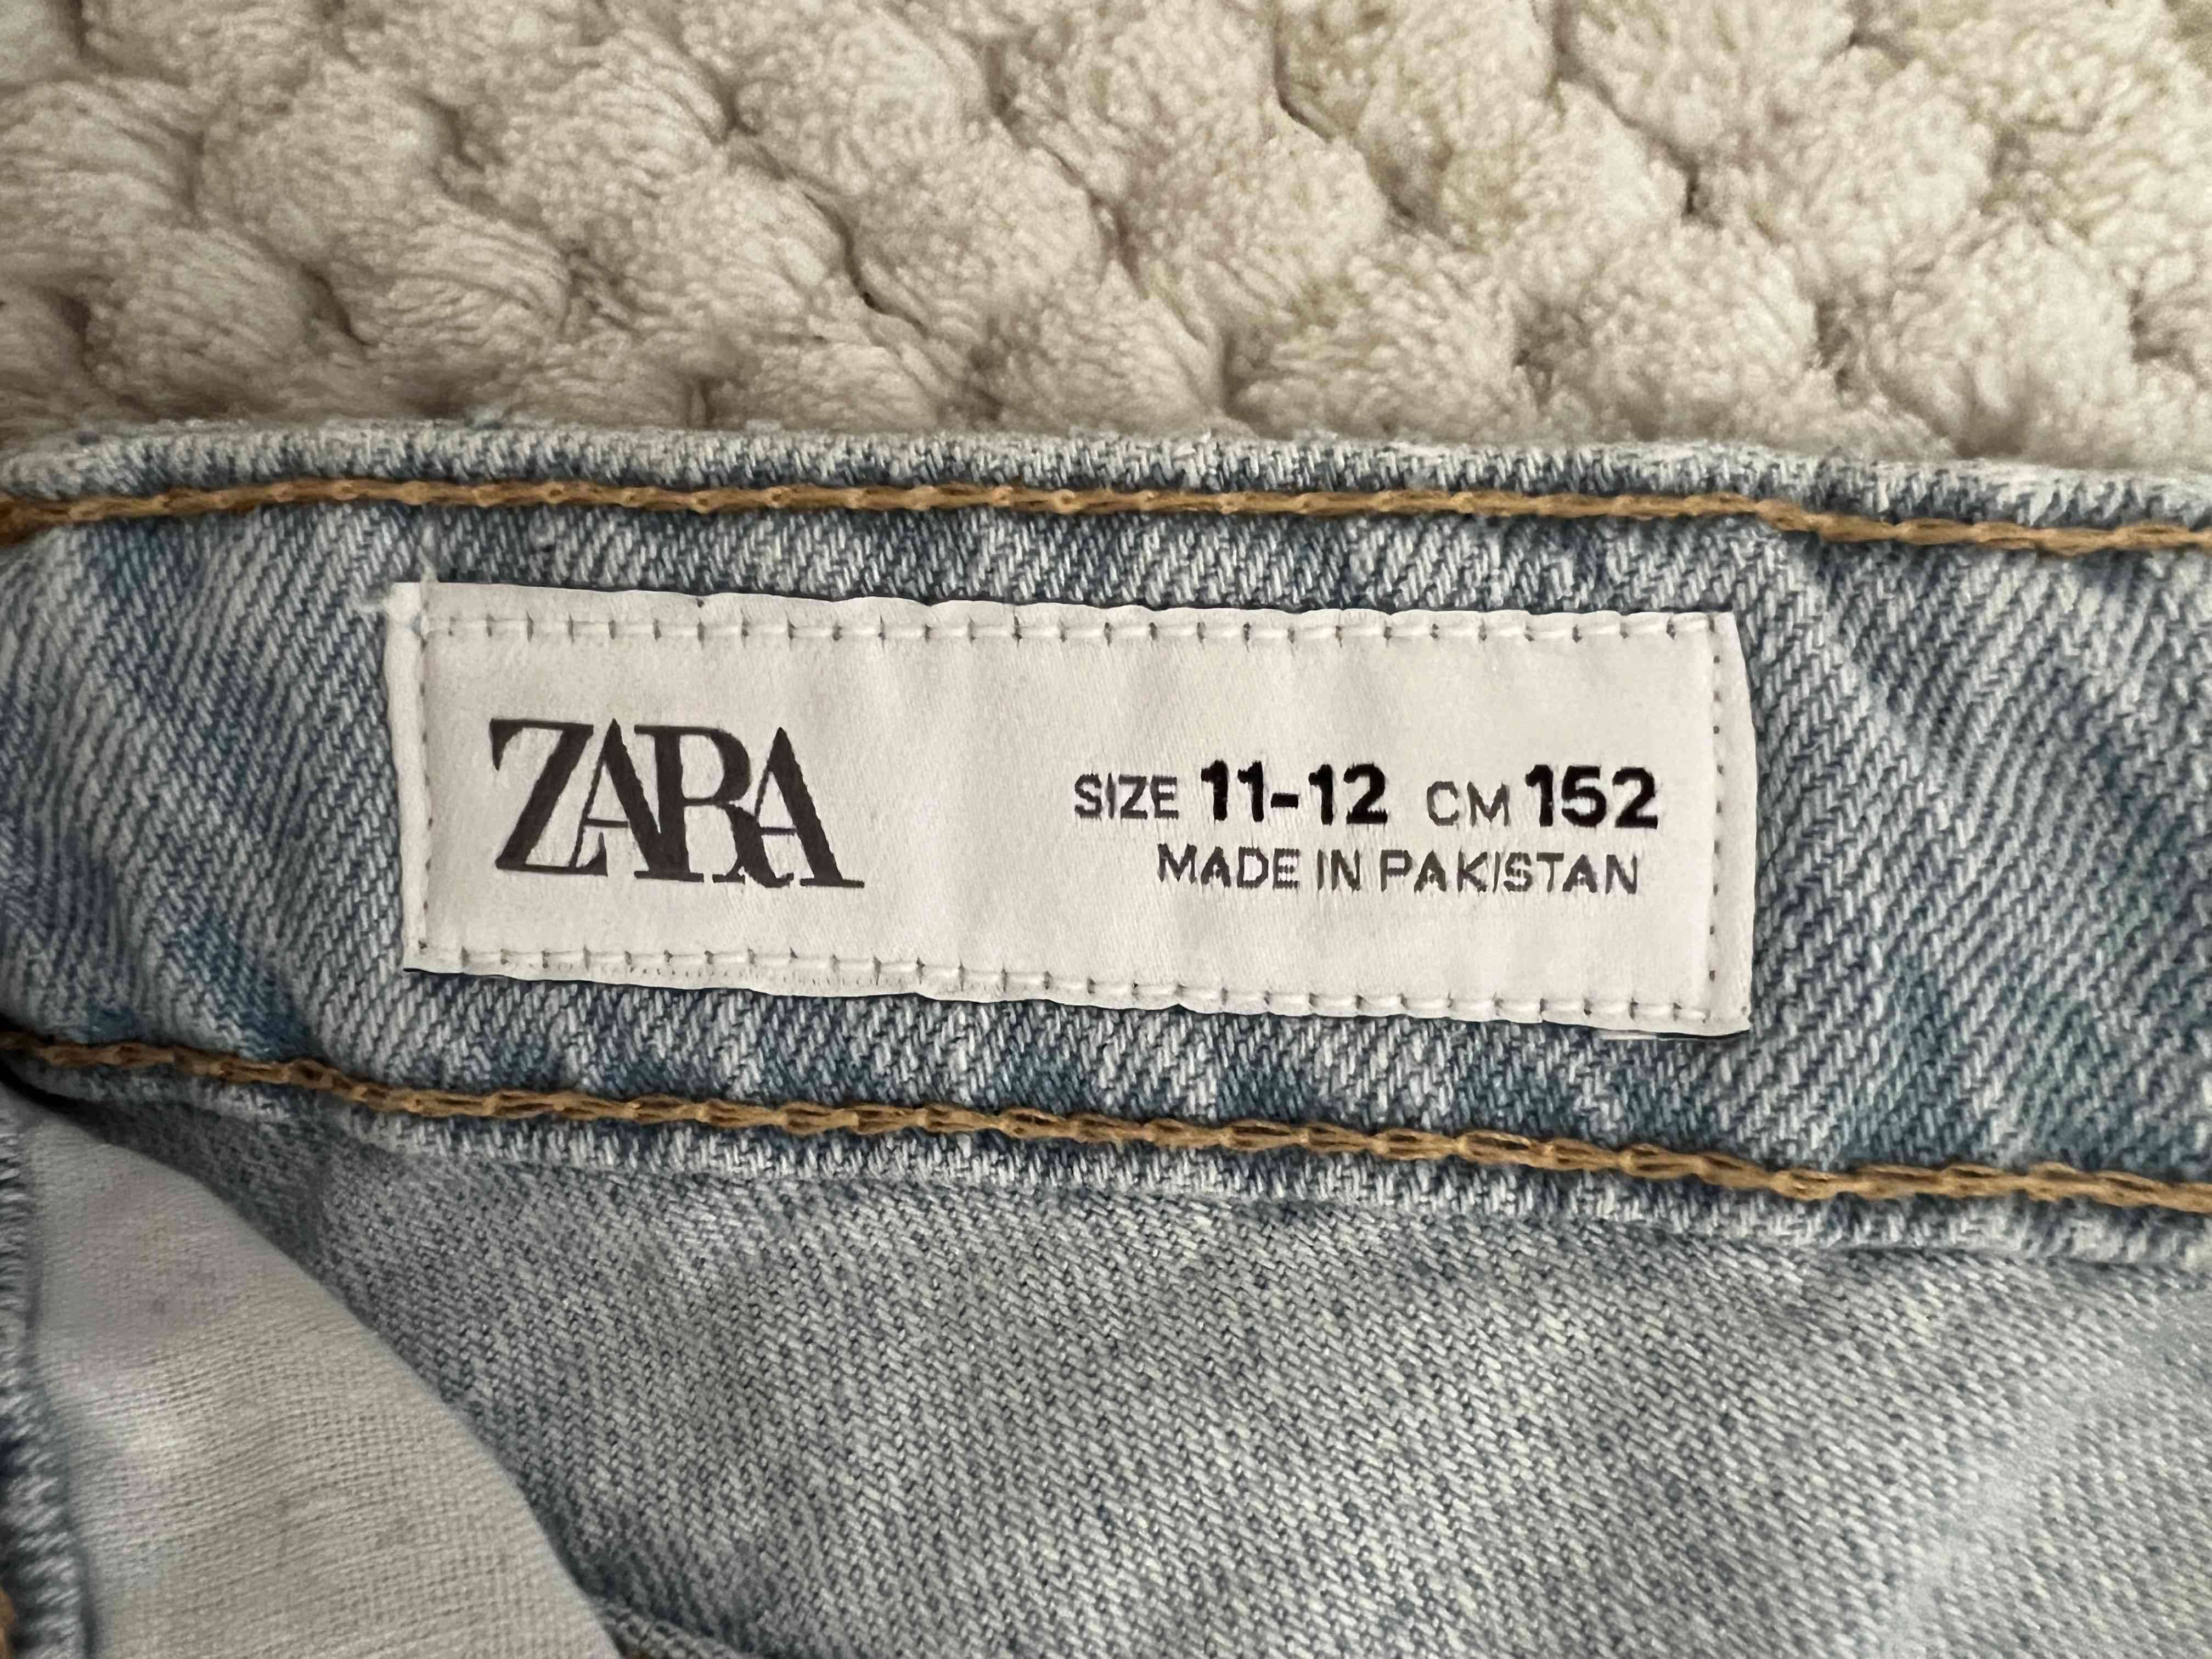 ZARA
SIZE 11-12 CM 152
MADE IN PAKISTAN